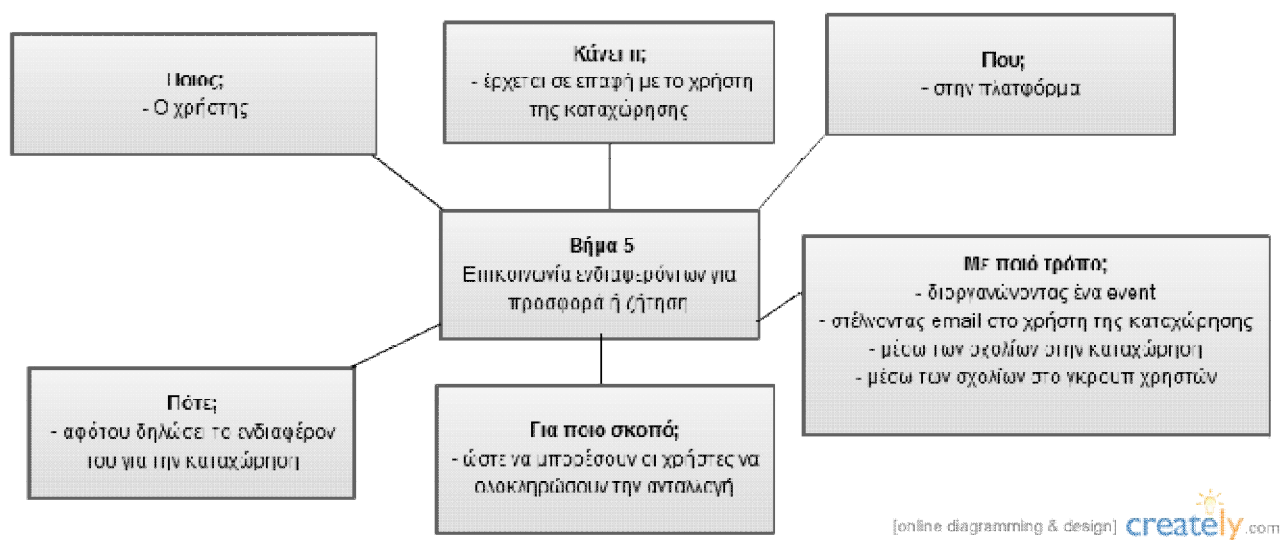 Ποιος;
- Ο χρήστης
Κάνει τι;
- έρχεται σε επαφή με το χρήστη
της καταχώρησης
Που;
- στην πλατφόρμα
Βήμα 5
Επικοινωνία ενδιαφερόντων για
προσφορά ή ζήτηση
Με ποιό τρόπο;
- διοργανώνοντας ένα event
- στέλνοντας email στο χρήστη της καταχώρησης
- μέσω των σχολίων στην καταχώρηση
- μέσω των σχολίων στο γκρουπ χρηστών
Πότε;
- αφότου δηλώσει το ενδιαφέρον
του για την καταχώρηση
Για ποιο σκοπό;
- ώστε να μπορέσουν οι χρήστες να
ολοκληρώσουν την ανταλλαγή
[online diagramming & design] creately.com